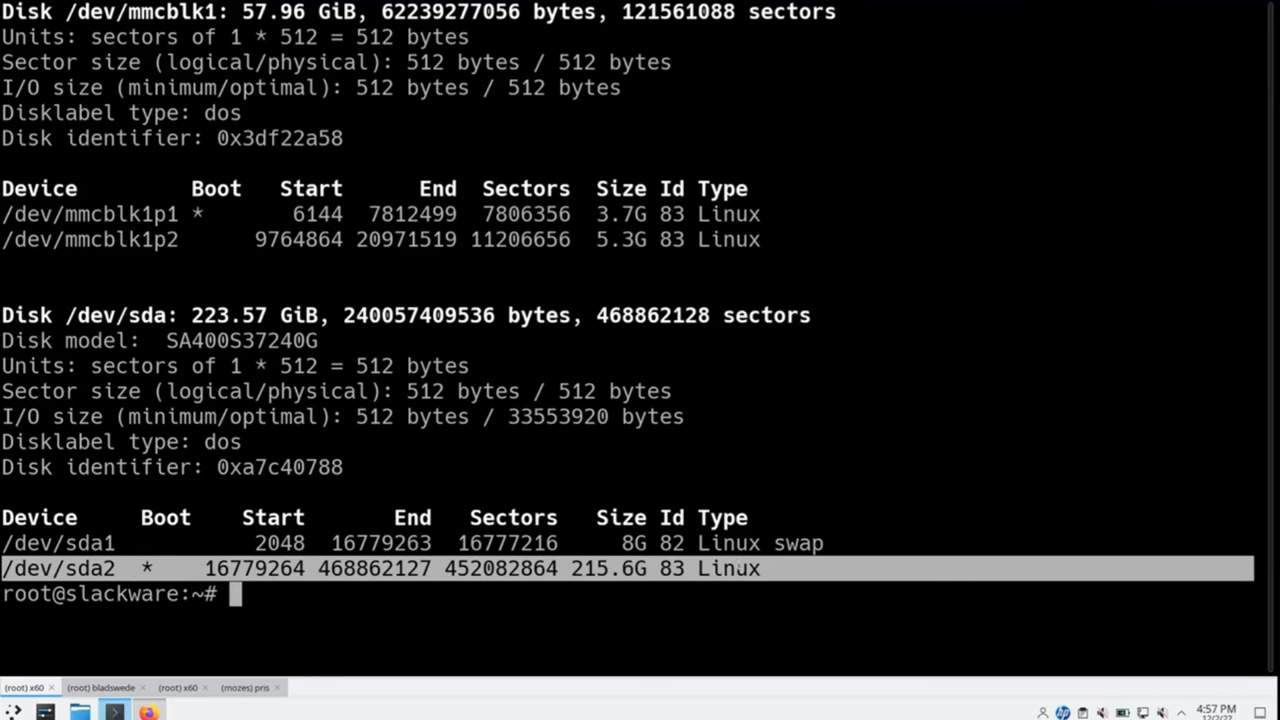 Disk /dev/mmcblk1: 57.96 GiB, 62239277056 bytes, 121561088 sectors
Units: sectors of 1 * 512 = 512 bytes
Sector size (logical/physical): 512 bytes / 512 bytes
I/O size (minimum/optimal): 512 bytes / 512 bytes
Disklabel type: dos
Disk identifier: 0x3df22a58
Device Boot Start End Sectors Size Id Type
/dev/mmcblk1p1 * 6144 7812499 7806356 3.7G 83 Linux
/dev/mmcblk1p2 9764864 20971519 11206656 5.3G 83 Linux
Disk /dev/sda: 223.57 GiB, 240057409536 bytes, 468862128 sectors
Disk model: SA400S37240G
Units: sectors of 1 * 512 = 512 bytes
Sector size (logical/physical): 512 bytes / 512 bytes
I/O size (minimum/optimal): 512 bytes / 33553920 bytes
Disklabel type: dos
Disk identifier: 0xa7c40788
Device Boot Start End Sectors Size Id Type
/dev/sda1 2048 16779263 16777216 8G 82 Linux swap
/dev/sda2 * 16779264 468862127 452082864 215.6G 83 Linux
root@slackware:~#
(root) x60 (root) bladswede (root) x60 (mozes) pris
4:57 PM
12/2/22